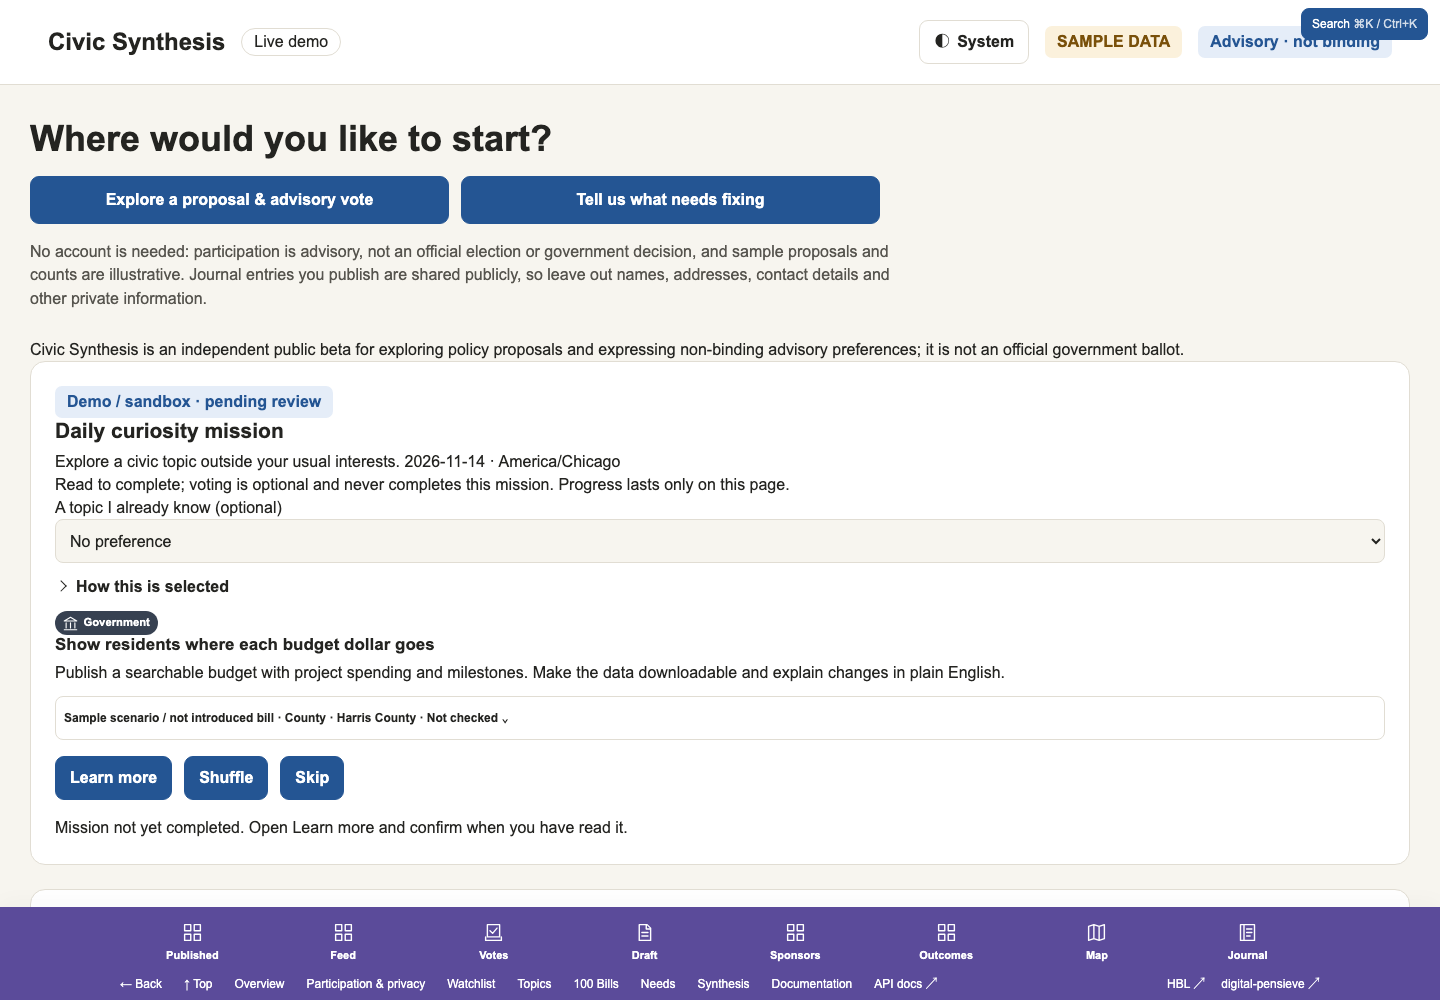 Civic Synthesis Live demo System SAMPLE DATA Advisory · not binding
Search ⌘K / Ctrl+K
Where would you like to start?
Explore a proposal & advisory vote Tell us what needs fixing
No account is needed: participation is advisory, not an official election or government decision, and sample proposals and
counts are illustrative. Journal entries you publish are shared publicly, so leave out names, addresses, contact details and
other private information.
Civic Synthesis is an independent public beta for exploring policy proposals and expressing non-binding advisory preferences; it is not an official government ballot.
Demo / sandbox · pending review
Daily curiosity mission
Explore a civic topic outside your usual interests. 2026-11-14 · America/Chicago
Read to complete; voting is optional and never completes this mission. Progress lasts only on this page.
A topic I already know (optional)
No preference
How this is selected
Government
Show residents where each budget dollar goes
Publish a searchable budget with project spending and milestones. Make the data downloadable and explain changes in plain English.
Sample scenario / not introduced bill · County · Harris County · Not checked
Learn more Shuffle Skip
Mission not yet completed. Open Learn more and confirm when you have read it.
Published Feed Votes Draft Sponsors Outcomes Map Journal
← Back ↑ Top Overview Participation & privacy Watchlist Topics 100 Bills Needs Synthesis Documentation API docs ↗ HBL ↗ digital-pensieve ↗